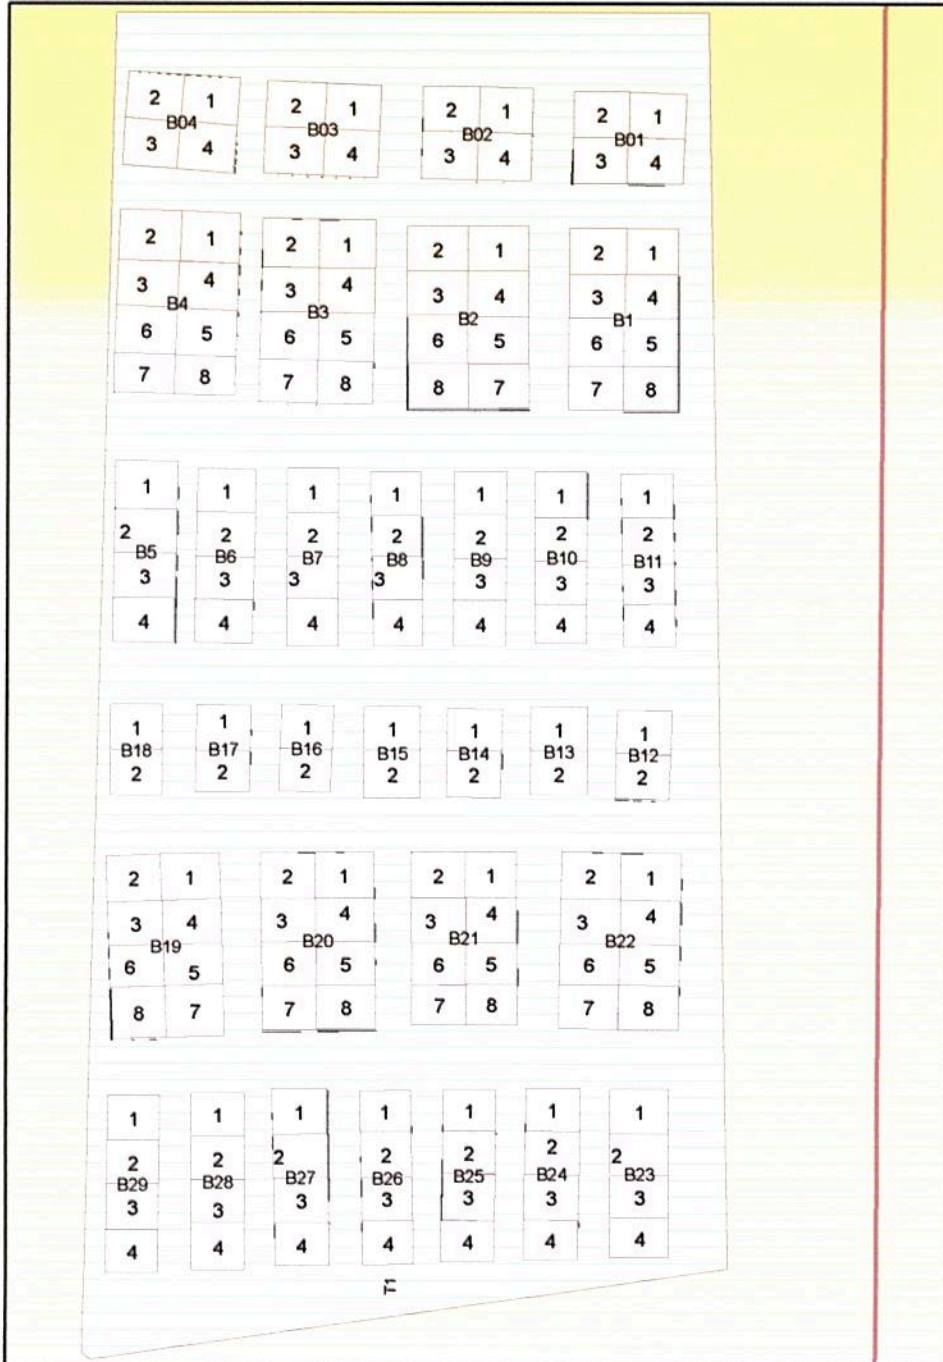 2 1 2 1 2 1 2 1
B04 B03 B02 B01
3 4 3 4 3 4 3 4
2 1 2 1 2 1 2 1
3 4 3 4 3 4 3 4
B4 B3 B2 B1
6 5 6 5 6 5 6 5
7 8 7 8 8 7 7 8
1 1 1 1 1 1 1
2 2 2 2 2 2 2
B5 B6 B7 B8 B9 B10 B11
3 3 3 3 3 3 3
4 4 4 4 4 4 4
1 1 1 1 1 1 1
B18 B17 B16 B15 B14 B13 B12
2 2 2 2 2 2 2
2 1 2 1 2 1 2 1
3 4 3 4 3 4 3 4
B19 B20 B21 B22
6 5 6 5 6 5 6 5
8 7 7 8 7 8 7 8
1 1 1 1 1 1 1
2 2 2 2 2 2 2
B29 B28 B27 B26 B25 B24 B23
3 3 3 3 3 3 3
4 4 4 4 4 4 4
T1